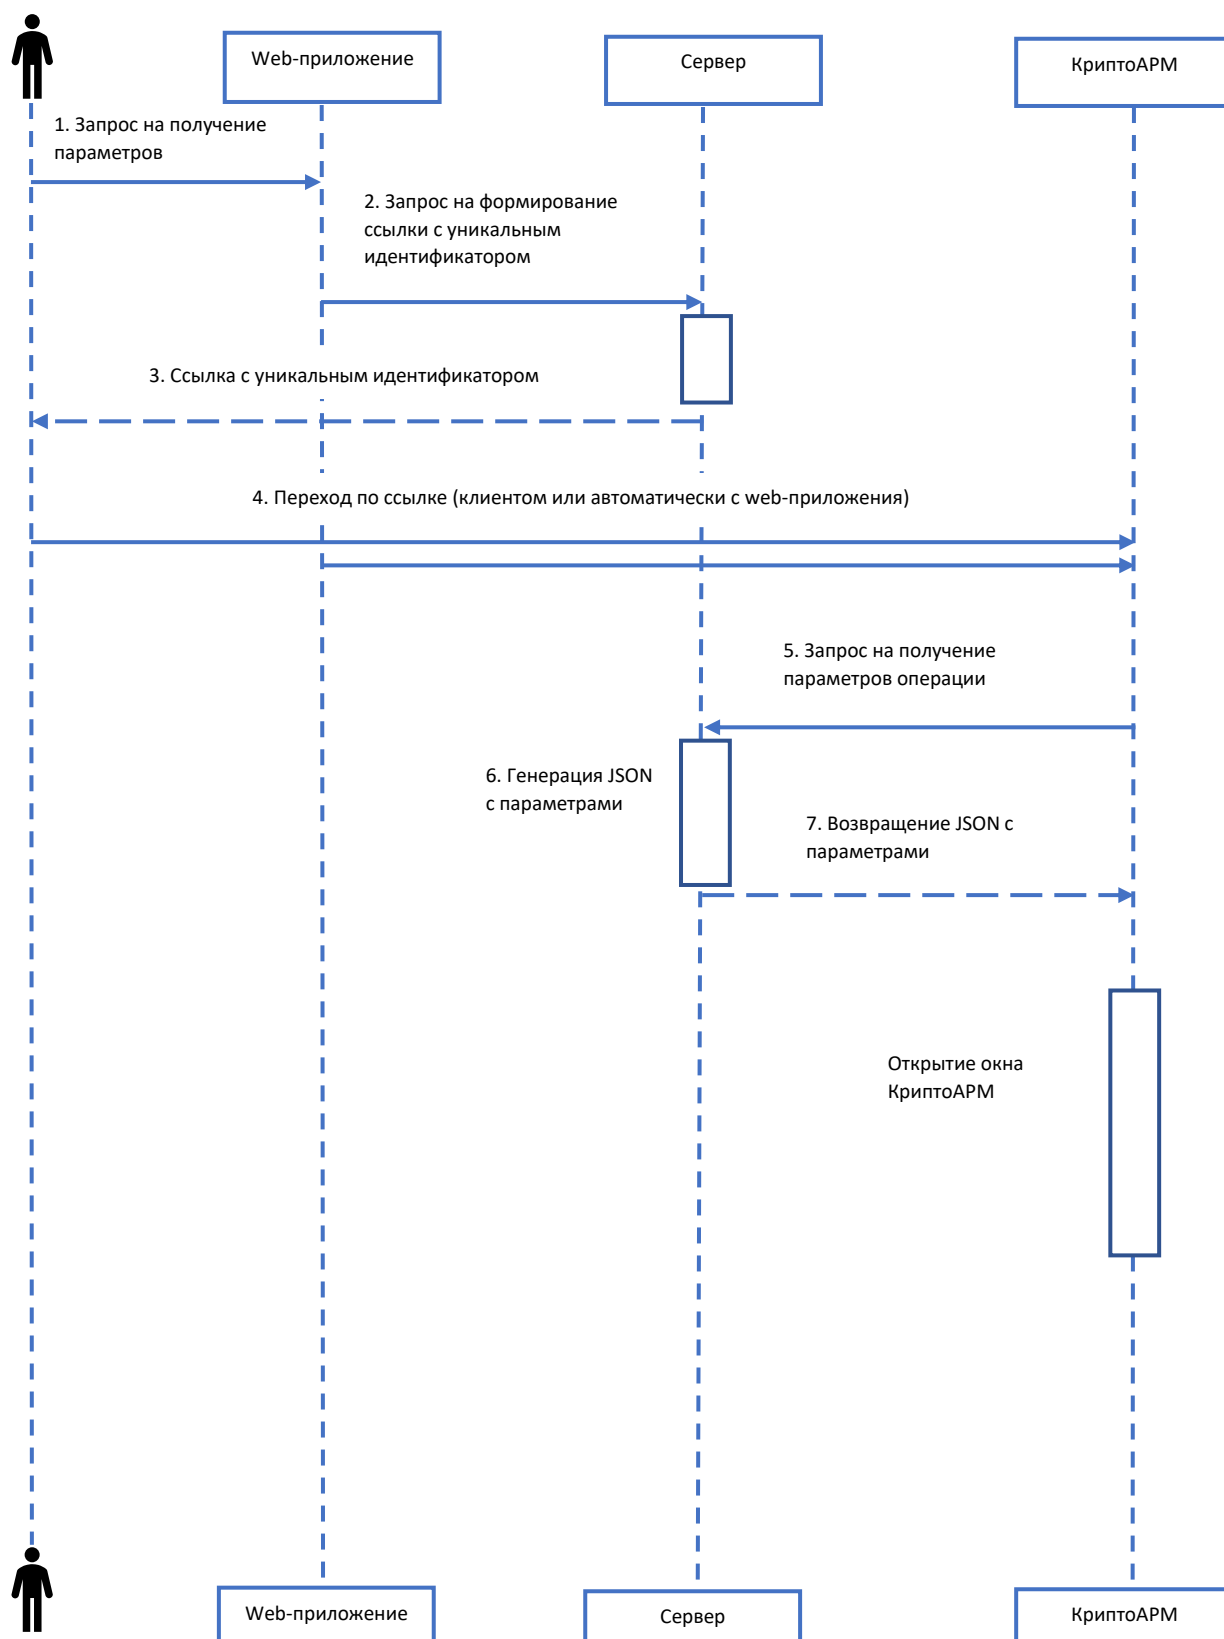 Web-приложение
Сервер
КриптоАРМ
1. Запрос на получение
параметров
2. Запрос на формирование
ссылки с уникальным
идентификатором
3. Ссылка с уникальным идентификатором
4. Переход по ссылке (клиентом или автоматически с web-приложения)
5. Запрос на получение
параметров операции
6. Генерация JSON
с параметрами
7. Возвращение JSON с
параметрами
Открытие окна
КриптоАРМ
Web-приложение
Сервер
КриптоАРМ